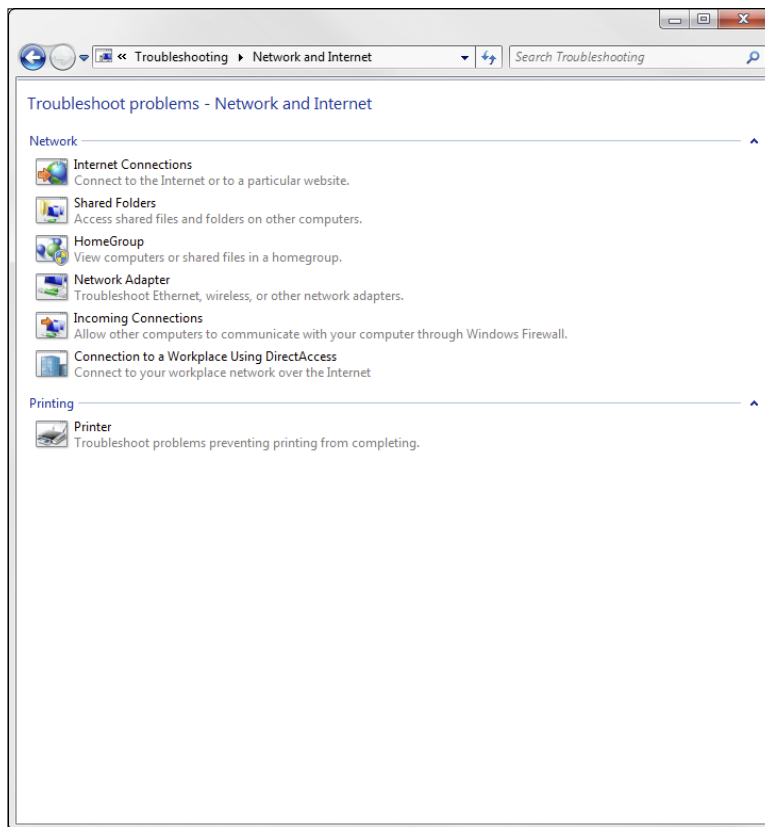 « Troubleshooting Network and Internet Search Troubleshooting
Troubleshoot problems - Network and Internet
Network
Internet Connections
Connect to the Internet or to a particular website.
Shared Folders
Access shared files and folders on other computers.
HomeGroup
View computers or shared files in a homegroup.
Network Adapter
Troubleshoot Ethernet, wireless, or other network adapters.
Incoming Connections
Allow other computers to communicate with your computer through Windows Firewall.
Connection to a Workplace Using DirectAccess
Connect to your workplace network over the Internet
Printing
Printer
Troubleshoot problems preventing printing from completing.